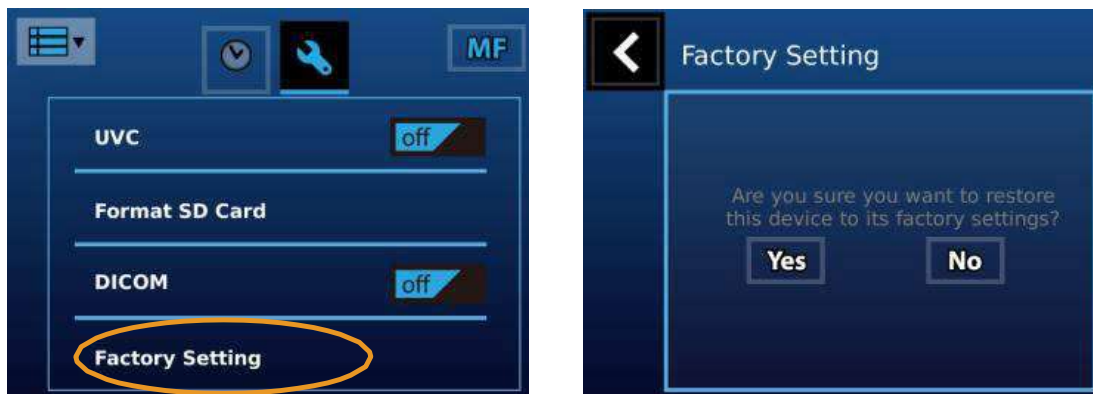 MF
UVC
off
Format SD Card
DICOM
off
Factory Setting
Factory Setting
Are you sure you want to restore
this device to its factory settings?
Yes
No